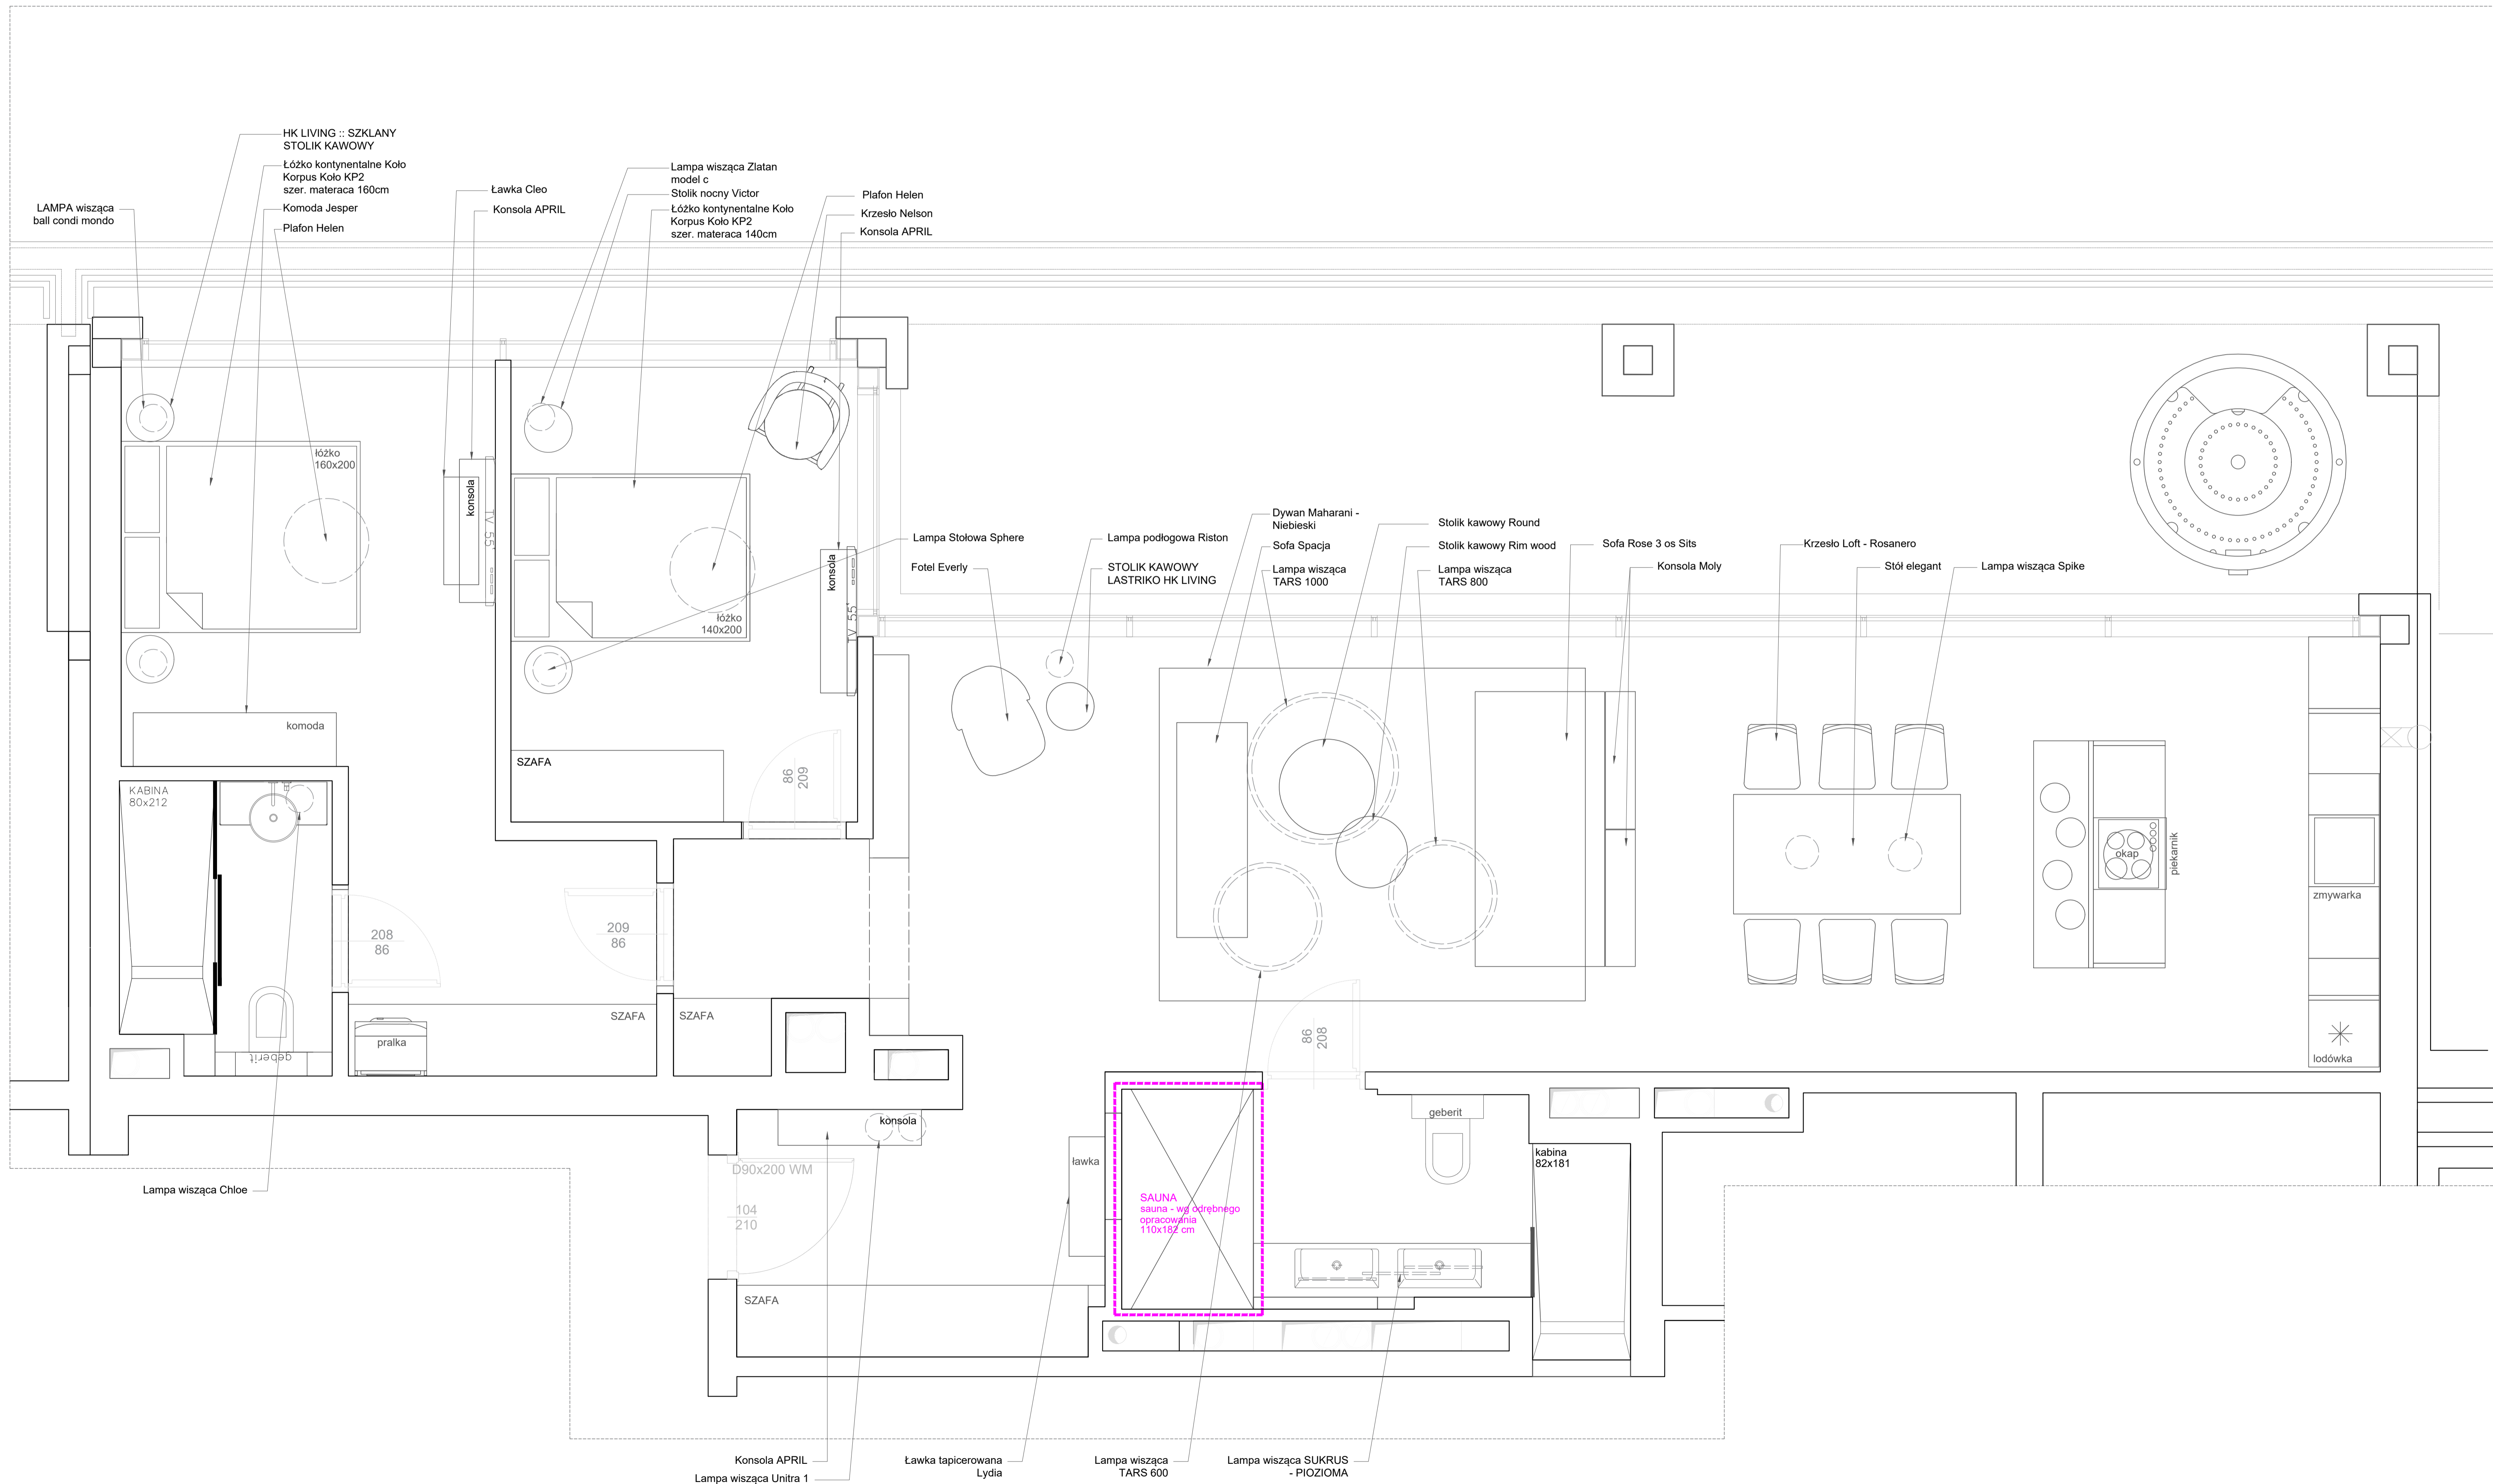 HK LIVING :: SZKLANY
STOLIK KAWOWY
Łóżko kontynentalne Koło
Korpus Koło KP2
szer. materaca 160cm
LAMPA wisząca
ball condi mondo
Komoda Jesper
Plafon Helen
Ławka Cleo
Konsola APRIL
Lampa wisząca Zlatan
model c
Stolik nocny Victor
Łóżko kontynentalne Koło
Korpus Koło KP2
szer. materaca 140cm
Plafon Helen
Krzesło Nelson
Konsola APRIL
łóżko
160x200
konsola
TV 55'
łóżko
140x200
konsola
TV 55'
Lampa Stołowa Sphere
Fotel Everly
Lampa podłogowa Riston
STOLIK KAWOWY
LASTRIKO HK LIVING
Dywan Maharani -
Niebieski
Sofa Spacja
Lampa wisząca
TARS 1000
Stolik kawowy Round
Stolik kawowy Rim wood
Lampa wisząca
TARS 800
Sofa Rose 3 os Sits
Konsola Moly
Krzesło Loft - Rosanero
Stół elegant
Lampa wisząca Spike
komoda
SZAFA
86
209
KABINA
80x212
208
86
209
86
okap
piekarnik
zmywarka
lodówka
SZAFA
SZAFA
pralka
geberit
86
208
konsola
D90x200 WM
104
210
ławka
geberit
kabina
82x181
SAUNA
sauna - wg odrębnego
opracowania
110x182 cm
SZAFA
Lampa wisząca Chloe
Konsola APRIL
Lampa wisząca Unitra 1
Ławka tapicerowana
Lydia
Lampa wisząca
TARS 600
Lampa wisząca SUKRUS
- PIOZIOMA